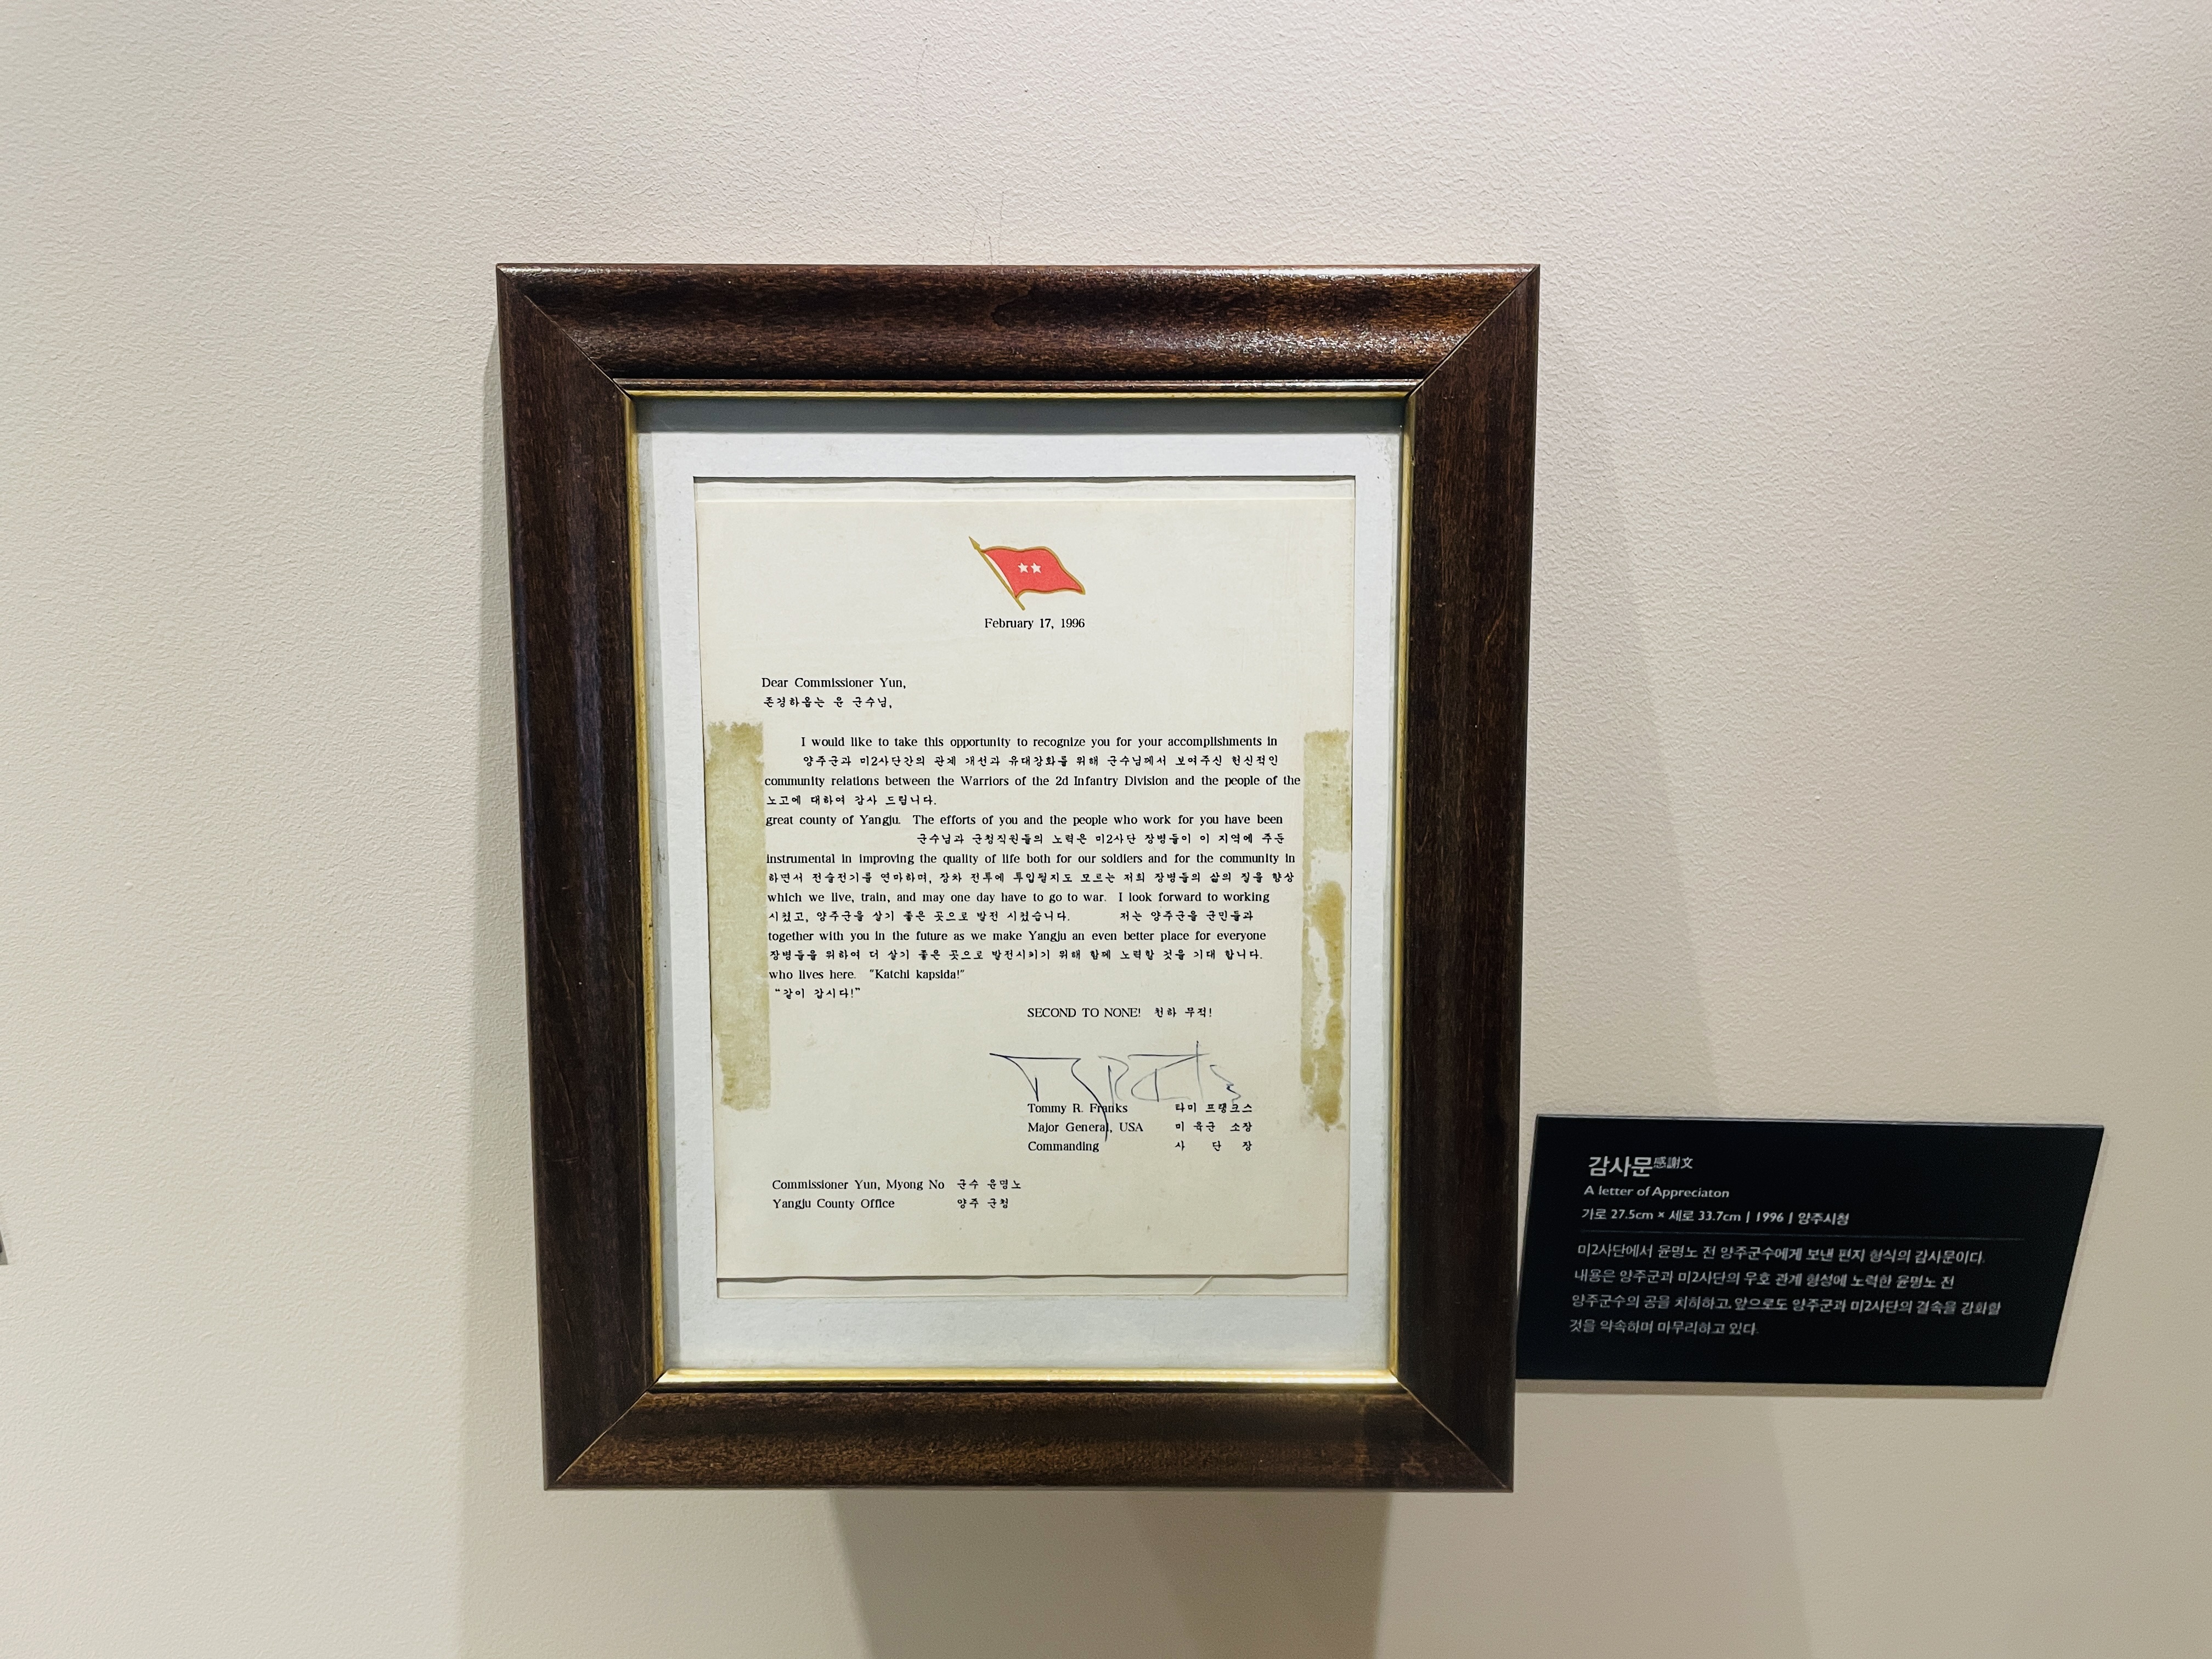 February 17, 1996
Dear Commissioner Yun,
존경하옵는 윤 군수님,
I would like to take this opportunity to recognize you for your accomplishments in
양주군과 미2사단간의 관계 개선과 유대강화를 위해 군수님께서 보여주신 헌신적인
community relations between the Warriors of the 2d Infantry Division and the people of the
노고에 대하여 감사 드립니다.
great county of Yangju. The efforts of you and the people who work for you have been
군수님과 군청직원들의 노력은 미2사단 장병들이 이 지역에 주둔
instrumental in improving the quality of life both for our soldiers and for the community in
하면서 전술전기를 연마하며, 장차 전투에 투입될지도 모르는 저희 장병들의 삶의 질을 향상
which we live, train, and may one day have to go to war. I look forward to working
시켰고, 양주군을 살기 좋은 곳으로 발전 시켰습니다. 저는 양주군을 군민들과
together with you in the future as we make Yangju an even better place for everyone
장병들을 위하여 더 살기 좋은 곳으로 발전시키기 위해 함께 노력할 것을 기대 합니다.
who lives here. "Katchi kapsida!"
"같이 갑시다!"
SECOND TO NONE! 천하 무적!
Tommy R. Franks 타미 프랭크스
Major General, USA 미 육군 소장
Commanding 사 단 장
Commissioner Yun, Myong No 군수 윤명노
Yangju County Office 양주 군청
감사문感謝文
A letter of Appreciaton
가로 27.5cm × 세로 33.7cm | 1996 | 양주시청
미2사단에서 윤명노 전 양주군수에게 보낸 편지 형식의 감사문이다.
내용은 양주군과 미2사단의 우호 관계 형성에 노력한 윤명노 전
양주군수의 공을 치하하고, 앞으로도 양주군과 미2사단의 결속을 강화할
것을 약속하며 마무리하고 있다.